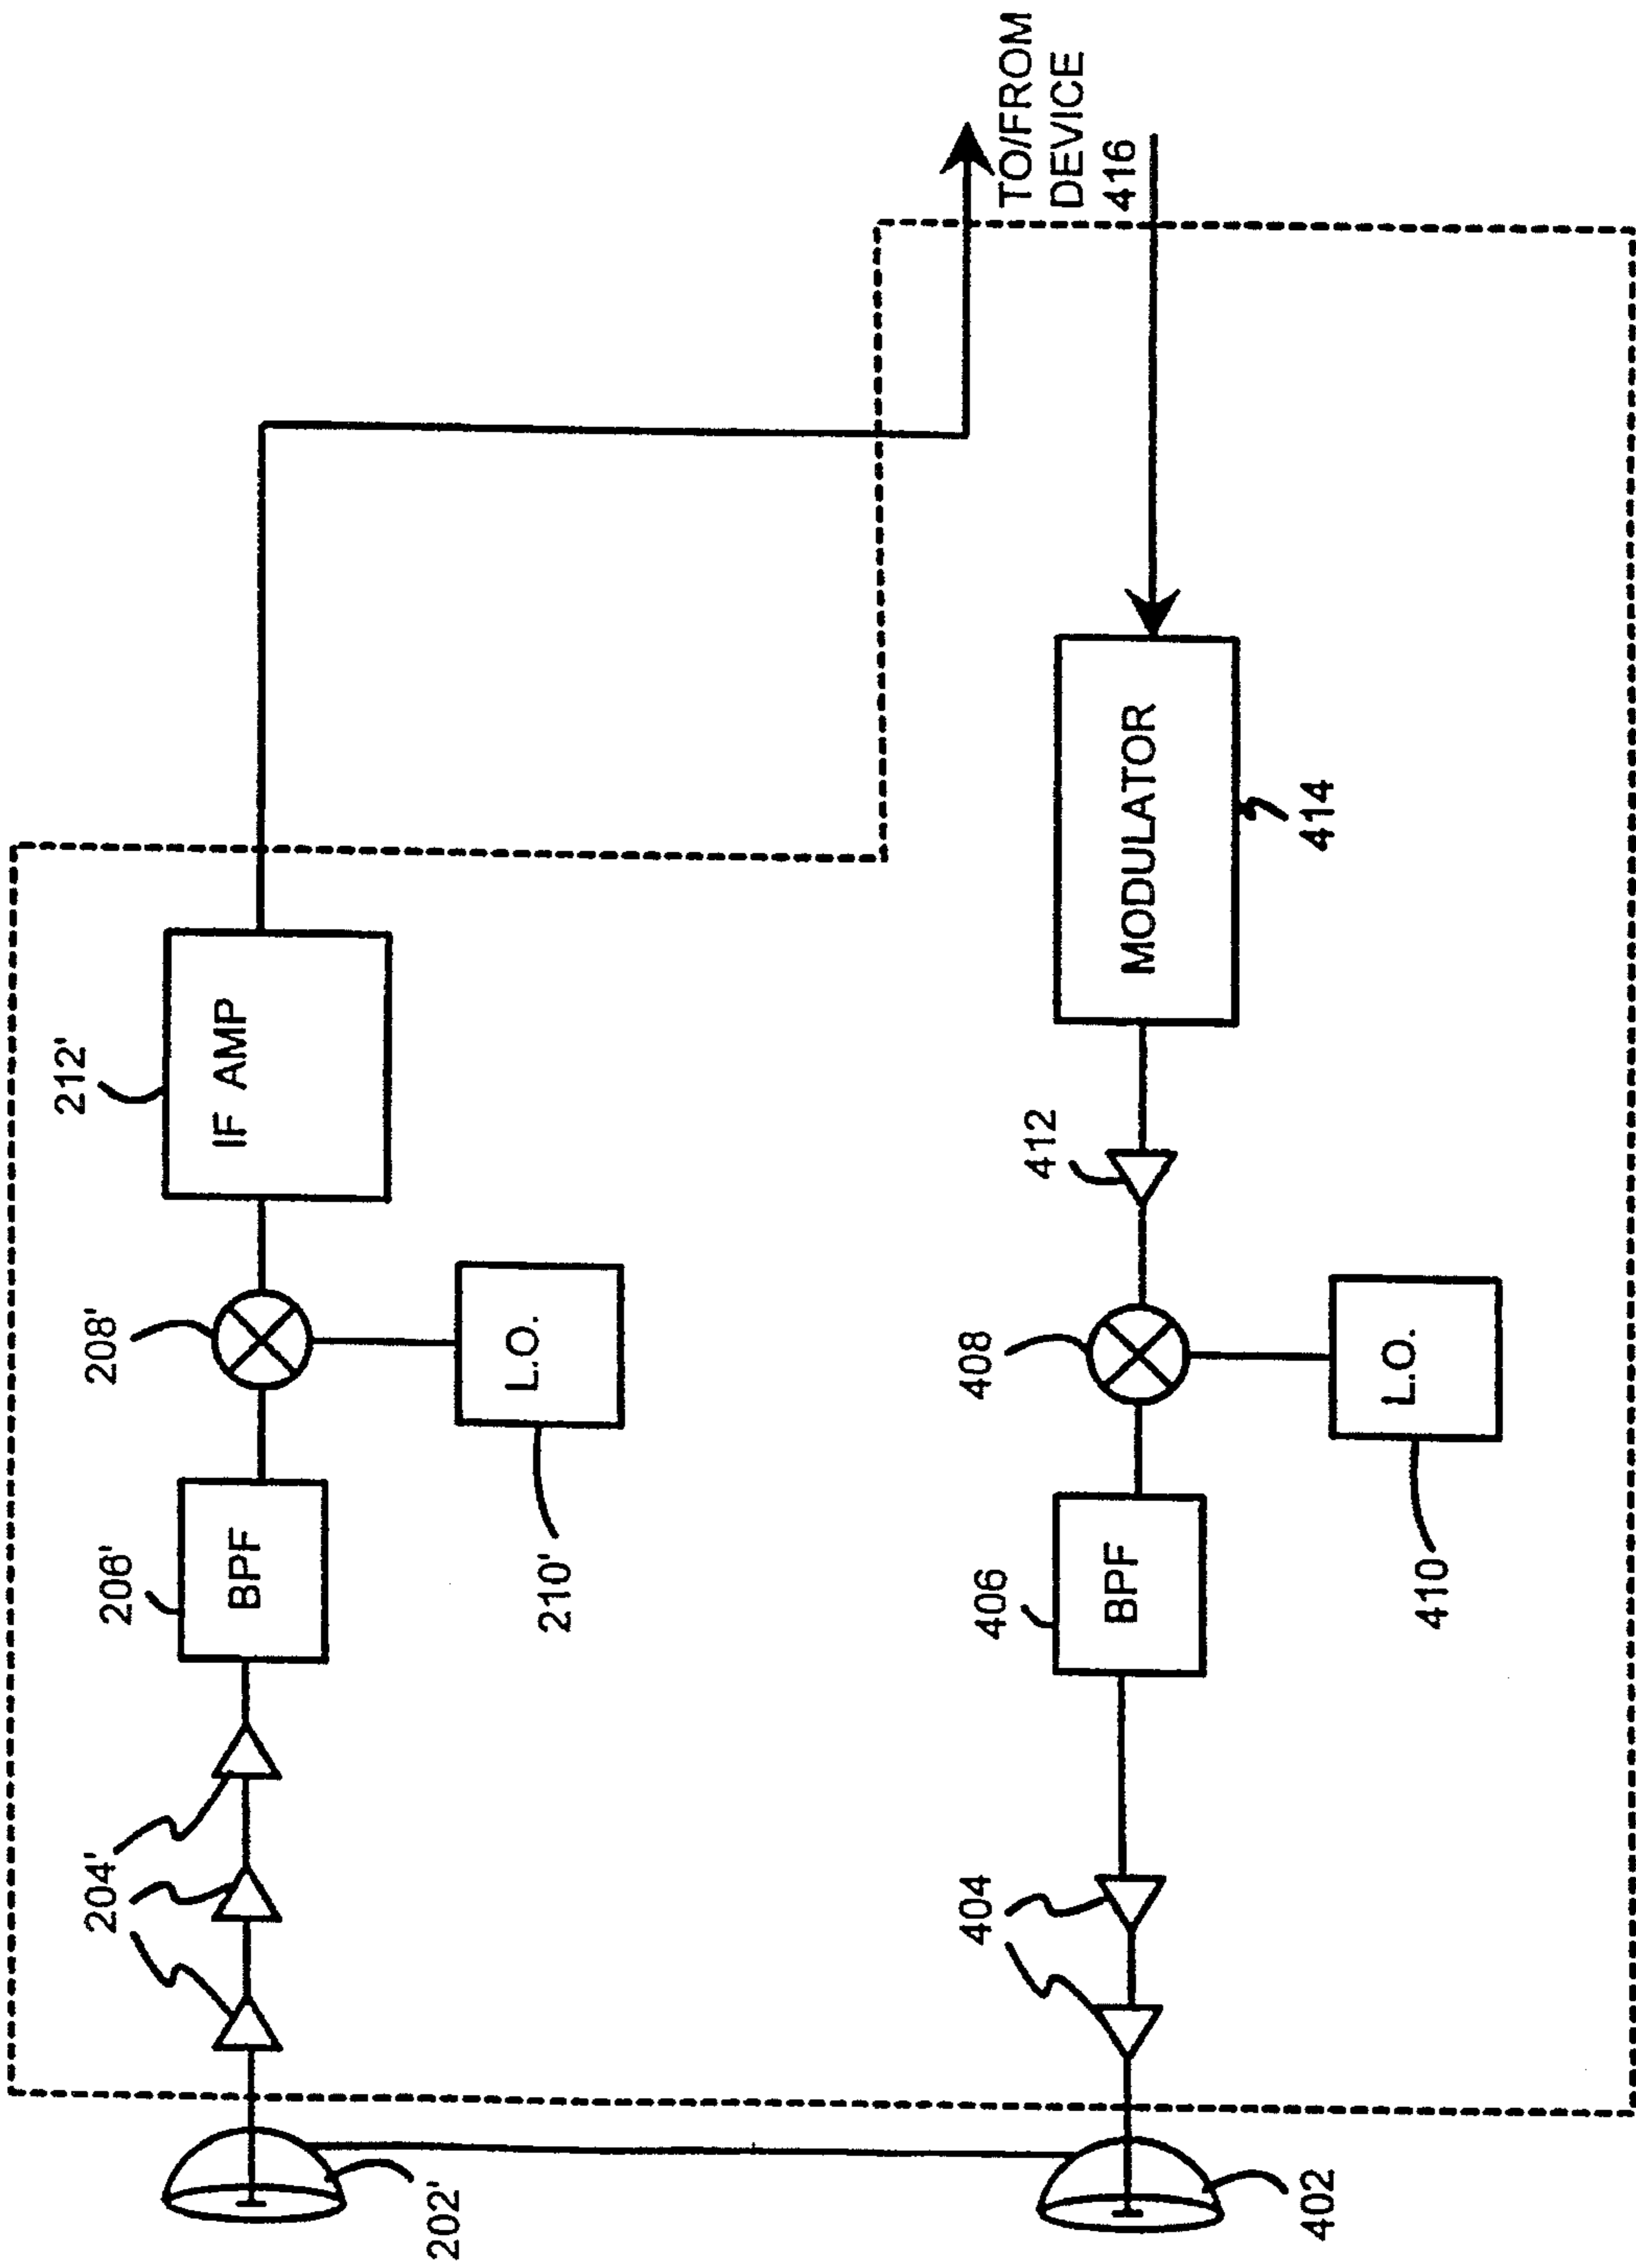 212'
IF AMP
208'
L.O.
206'
BPF
210'
204'
202'
TO/FROM
DEVICE
416
MODULATOR
414
412
408
L.O.
406
BPF
410
404
402